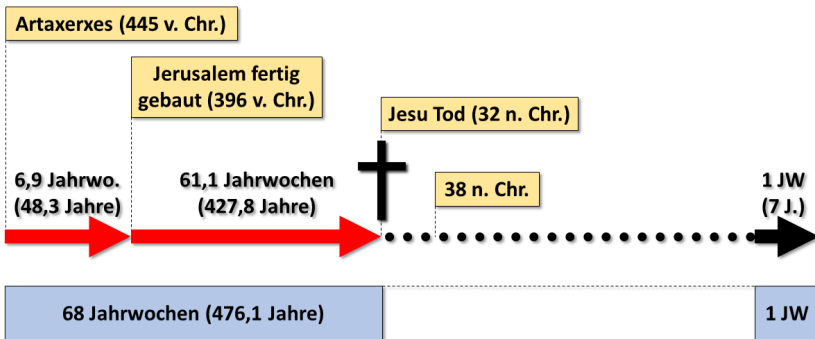 Artaxerxes (445 v. Chr.)
Jerusalem fertig
gebaut (396 v. Chr.)
Jesu Tod (32 n. Chr.)
6,9 Jahrwo.
(48,3 Jahre)
61,1 Jahrwochen
(427,8 Jahre)
38 n. Chr.
1 JW
(7 J.)
68 Jahrwochen (476,1 Jahre)
1 JW